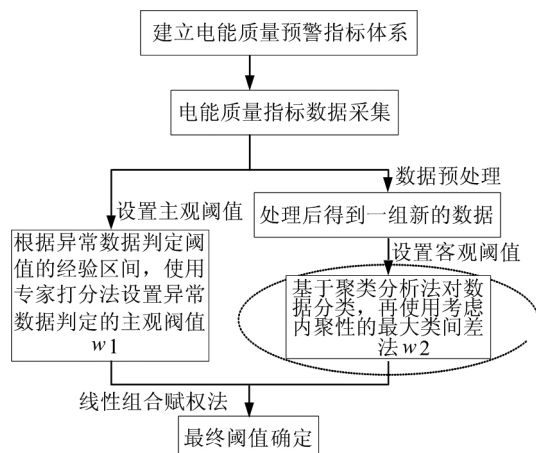 建立电能质量预警指标体系
电能质量指标数据采集
数据预处理
设置主观阈值
处理后得到一组新的数据
设置客观阈值
根据异常数据判定阈
值的经验区间，使用
专家打分法设置异常
数据判定的主观阀值
w1
基于聚类分析法对数
据分类，再使用考虑
内聚性的最大类间差
法w2
线性组合赋权法
最终阈值确定